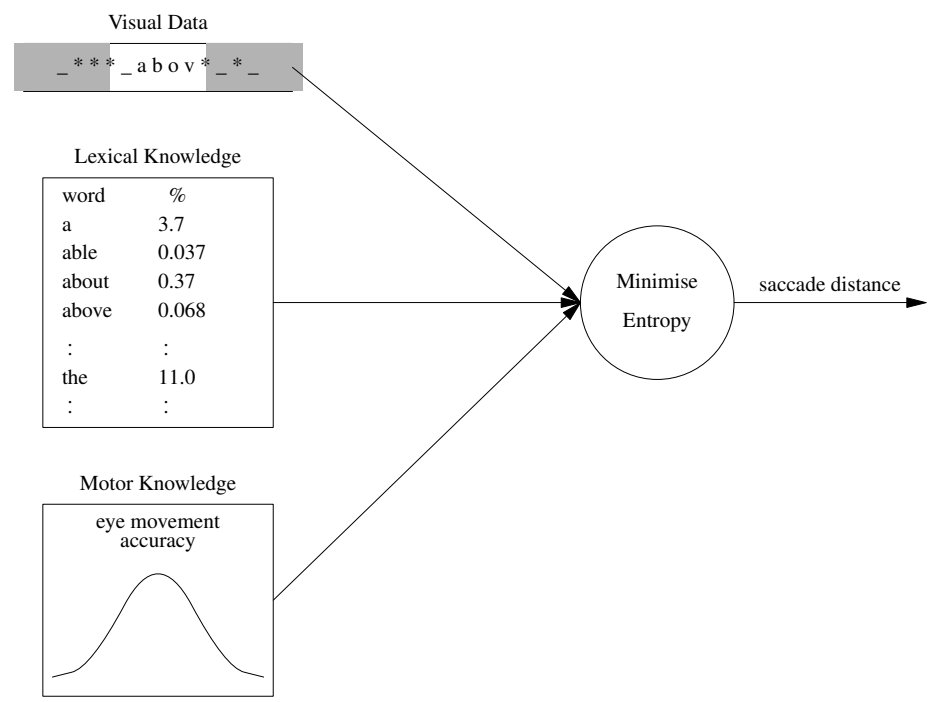 Visual Data
_ * * * _ a b o v * _ * _
Lexical Knowledge
word %
a 3.7
able 0.037
about 0.37
above 0.068
: :
the 11.0
: :
Motor Knowledge
eye movement
accuracy
Minimise
Entropy
saccade distance